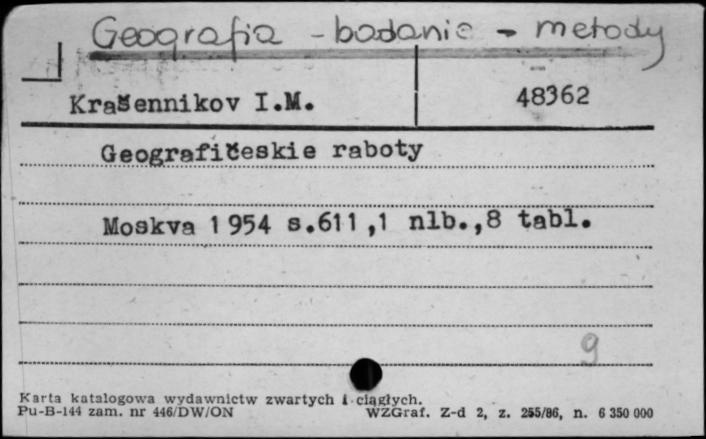 Geografia - badanie - metody
Krašennikov I.M. 48362
Geografičeskie raboty
Moskva 1954 s.611,1 nlb.,8 tabl.
9
Karta katalogowa wydawnictw zwartych i ciągłych.
Pu-B-144 zam. nr 446/DW/ON WZGraf. Z-d 2, z. 255/86, n. 6 350 000